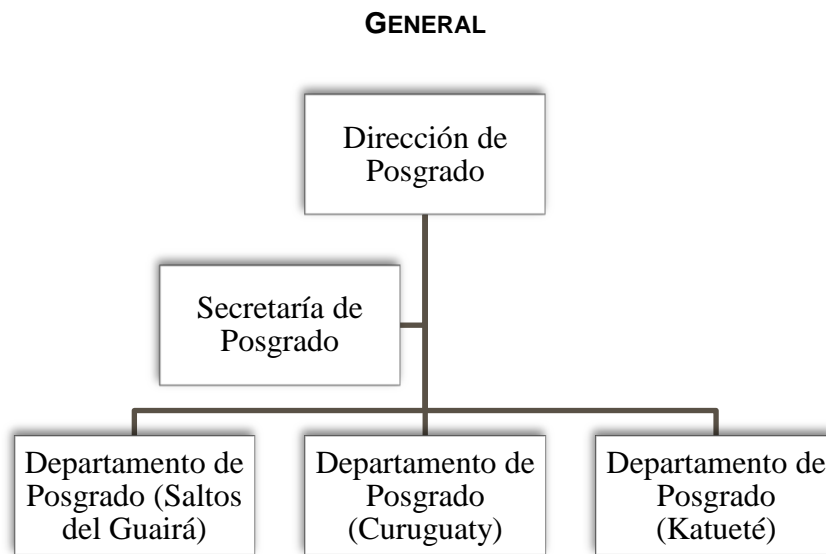 GENERAL
Dirección de
Posgrado
Secretaría de
Posgrado
Departamento de
Posgrado (Saltos
del Guairá)
Departamento de
Posgrado
(Curuguaty)
Departamento de
Posgrado
(Katueté)